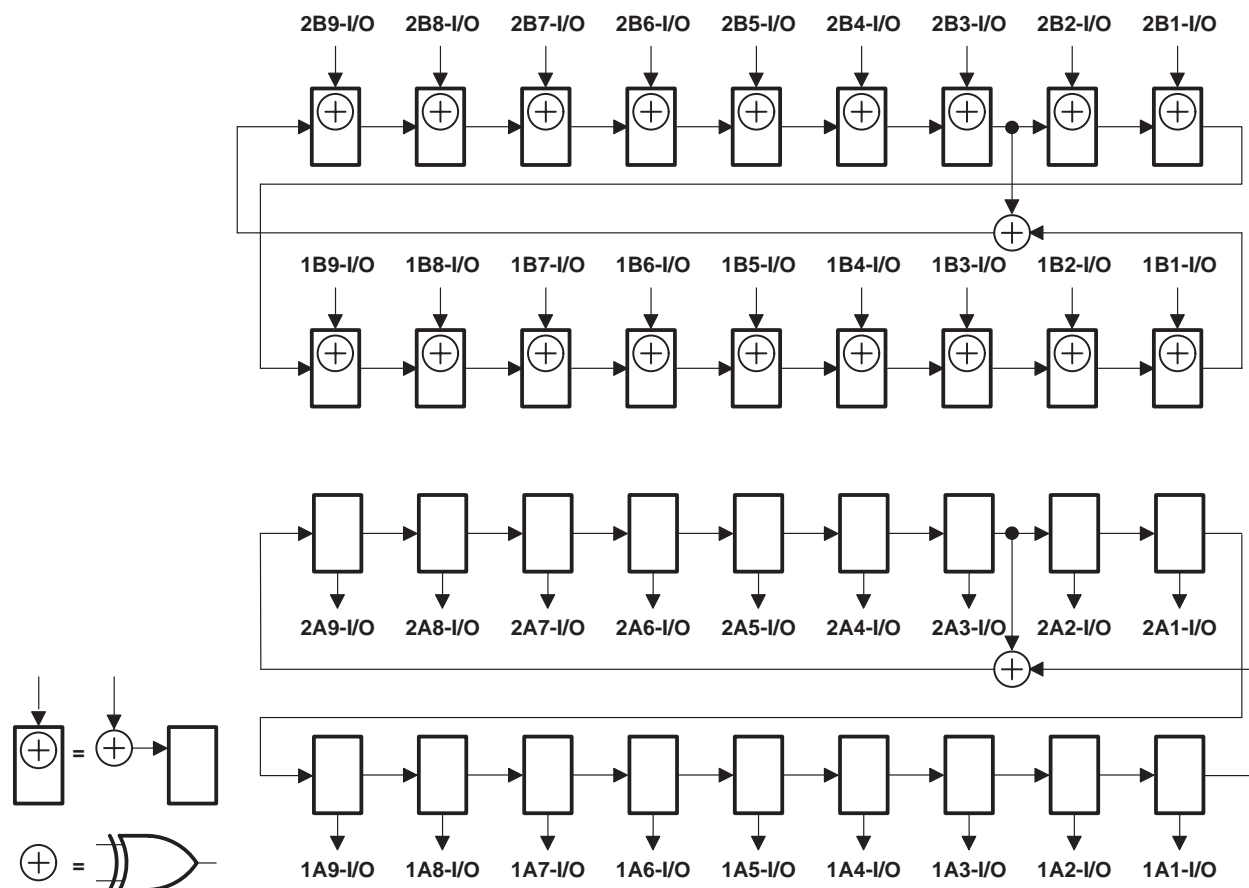 2B9-I/O 2B8-I/O 2B7-I/O 2B6-I/O 2B5-I/O 2B4-I/O 2B3-I/O 2B2-I/O 2B1-I/O
1B9-I/O 1B8-I/O 1B7-I/O 1B6-I/O 1B5-I/O 1B4-I/O 1B3-I/O 1B2-I/O 1B1-I/O
2A9-I/O 2A8-I/O 2A7-I/O 2A6-I/O 2A5-I/O 2A4-I/O 2A3-I/O 2A2-I/O 2A1-I/O
=
=
1A9-I/O 1A8-I/O 1A7-I/O 1A6-I/O 1A5-I/O 1A4-I/O 1A3-I/O 1A2-I/O 1A1-I/O